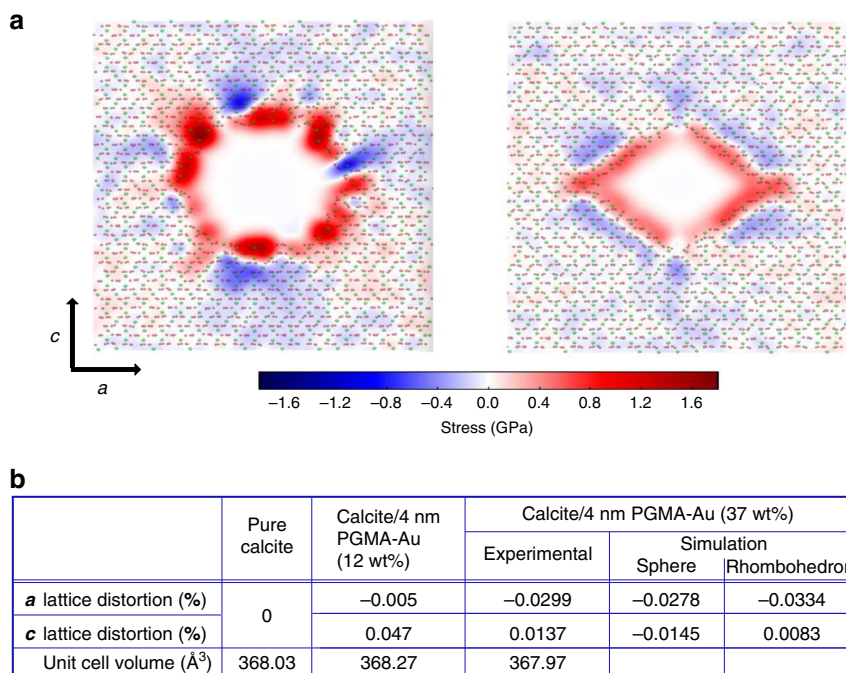 a
c
a
−1.6 −1.2 −0.8 −0.4 0.0 0.4 0.8 1.2 1.6
Stress (GPa)
b
Pure calcite
Calcite/4 nm PGMA-Au (12 wt%)
Calcite/4 nm PGMA-Au (37 wt%)
Experimental
Simulation
Sphere Rhombohedron
a lattice distortion (%) 0 −0.005 −0.0299 −0.0278 −0.0334
c lattice distortion (%) 0.047 0.0137 −0.0145 0.0083
Unit cell volume (Å³) 368.03 368.27 367.97